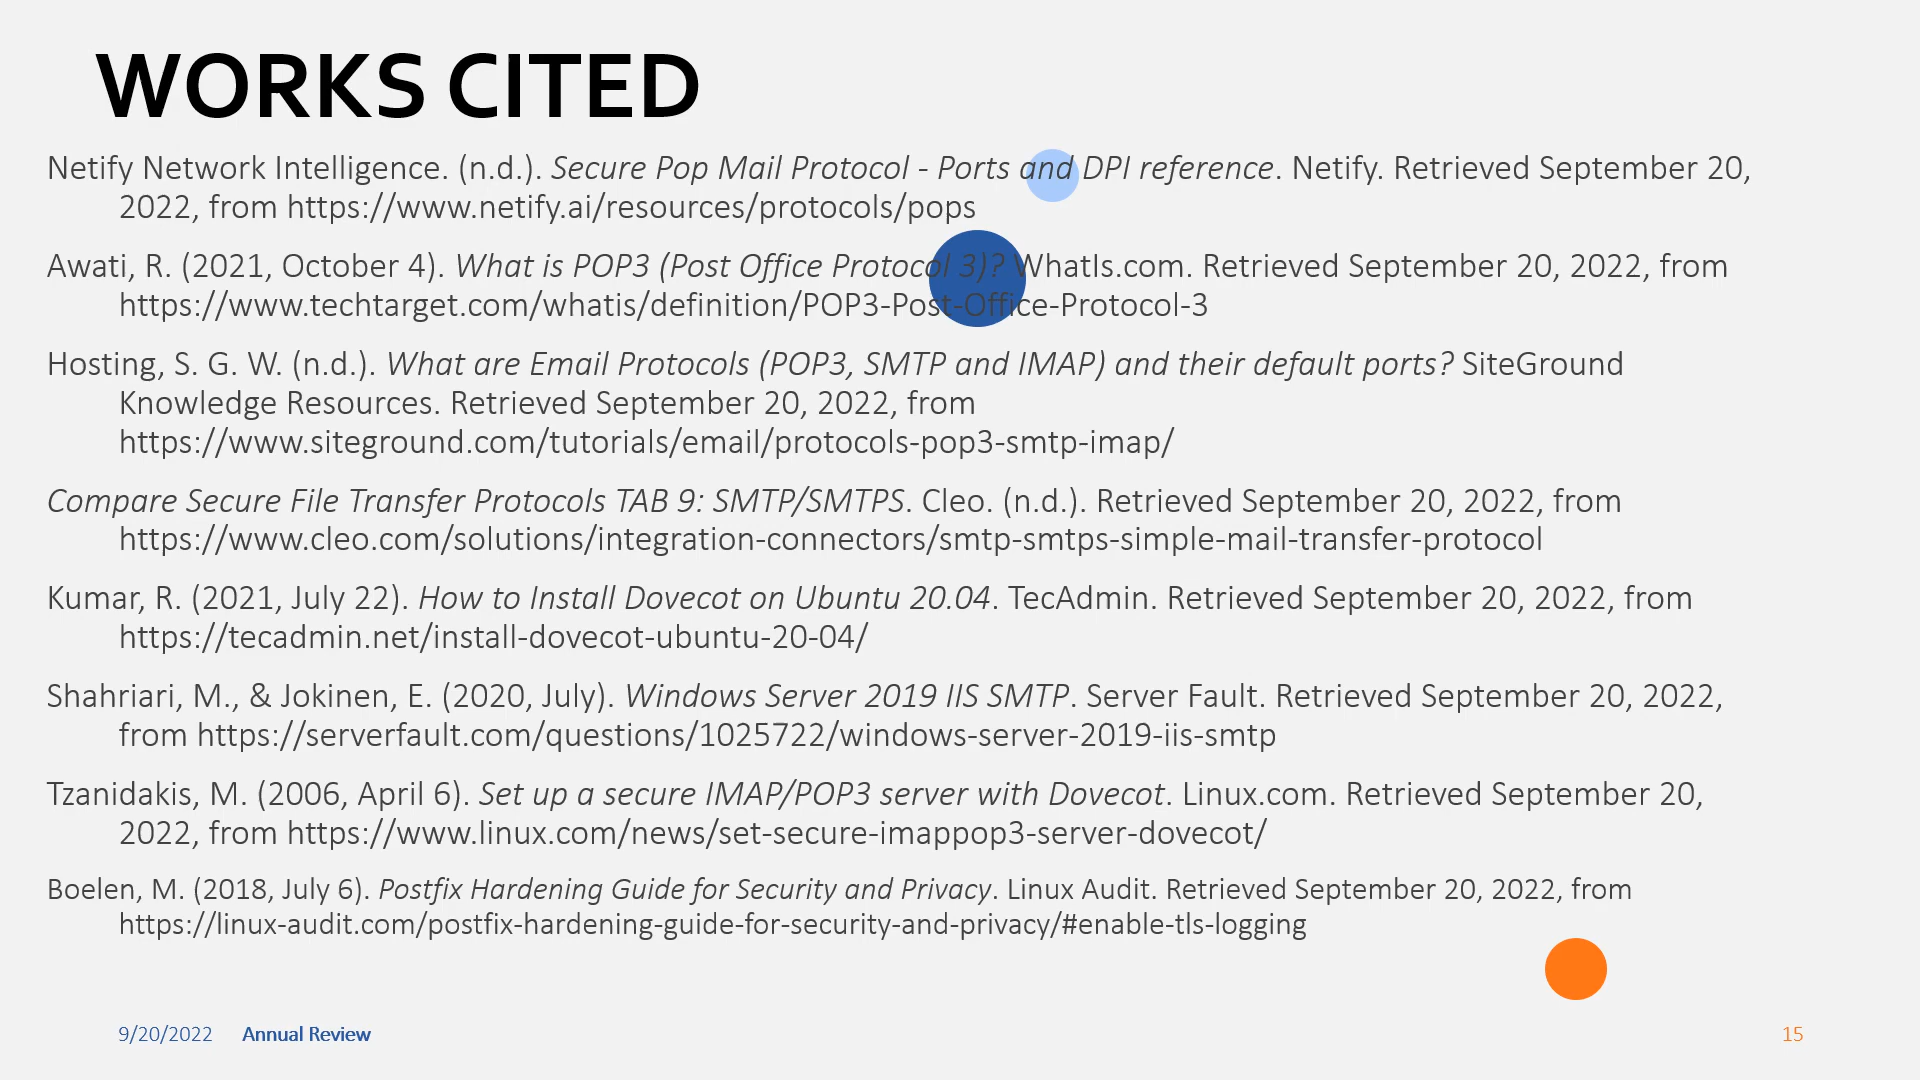 WORKS CITED
Netify Network Intelligence. (n.d.). Secure Pop Mail Protocol - Ports and DPI reference. Netify. Retrieved September 20,
2022, from https://www.netify.ai/resources/protocols/pops
Awati, R. (2021, October 4). What is POP3 (Post Office Protocol 3)? WhatIs.com. Retrieved September 20, 2022, from
https://www.techtarget.com/whatis/definition/POP3-Post-Office-Protocol-3
Hosting, S. G. W. (n.d.). What are Email Protocols (POP3, SMTP and IMAP) and their default ports? SiteGround
Knowledge Resources. Retrieved September 20, 2022, from
https://www.siteground.com/tutorials/email/protocols-pop3-smtp-imap/
Compare Secure File Transfer Protocols TAB 9: SMTP/SMTPS. Cleo. (n.d.). Retrieved September 20, 2022, from
https://www.cleo.com/solutions/integration-connectors/smtp-smtps-simple-mail-transfer-protocol
Kumar, R. (2021, July 22). How to Install Dovecot on Ubuntu 20.04. TecAdmin. Retrieved September 20, 2022, from
https://tecadmin.net/install-dovecot-ubuntu-20-04/
Shahriari, M., & Jokinen, E. (2020, July). Windows Server 2019 IIS SMTP. Server Fault. Retrieved September 20, 2022,
from https://serverfault.com/questions/1025722/windows-server-2019-iis-smtp
Tzanidakis, M. (2006, April 6). Set up a secure IMAP/POP3 server with Dovecot. Linux.com. Retrieved September 20,
2022, from https://www.linux.com/news/set-secure-imappop3-server-dovecot/
Boelen, M. (2018, July 6). Postfix Hardening Guide for Security and Privacy. Linux Audit. Retrieved September 20, 2022, from
https://linux-audit.com/postfix-hardening-guide-for-security-and-privacy/#enable-tls-logging
9/20/2022 Annual Review 15